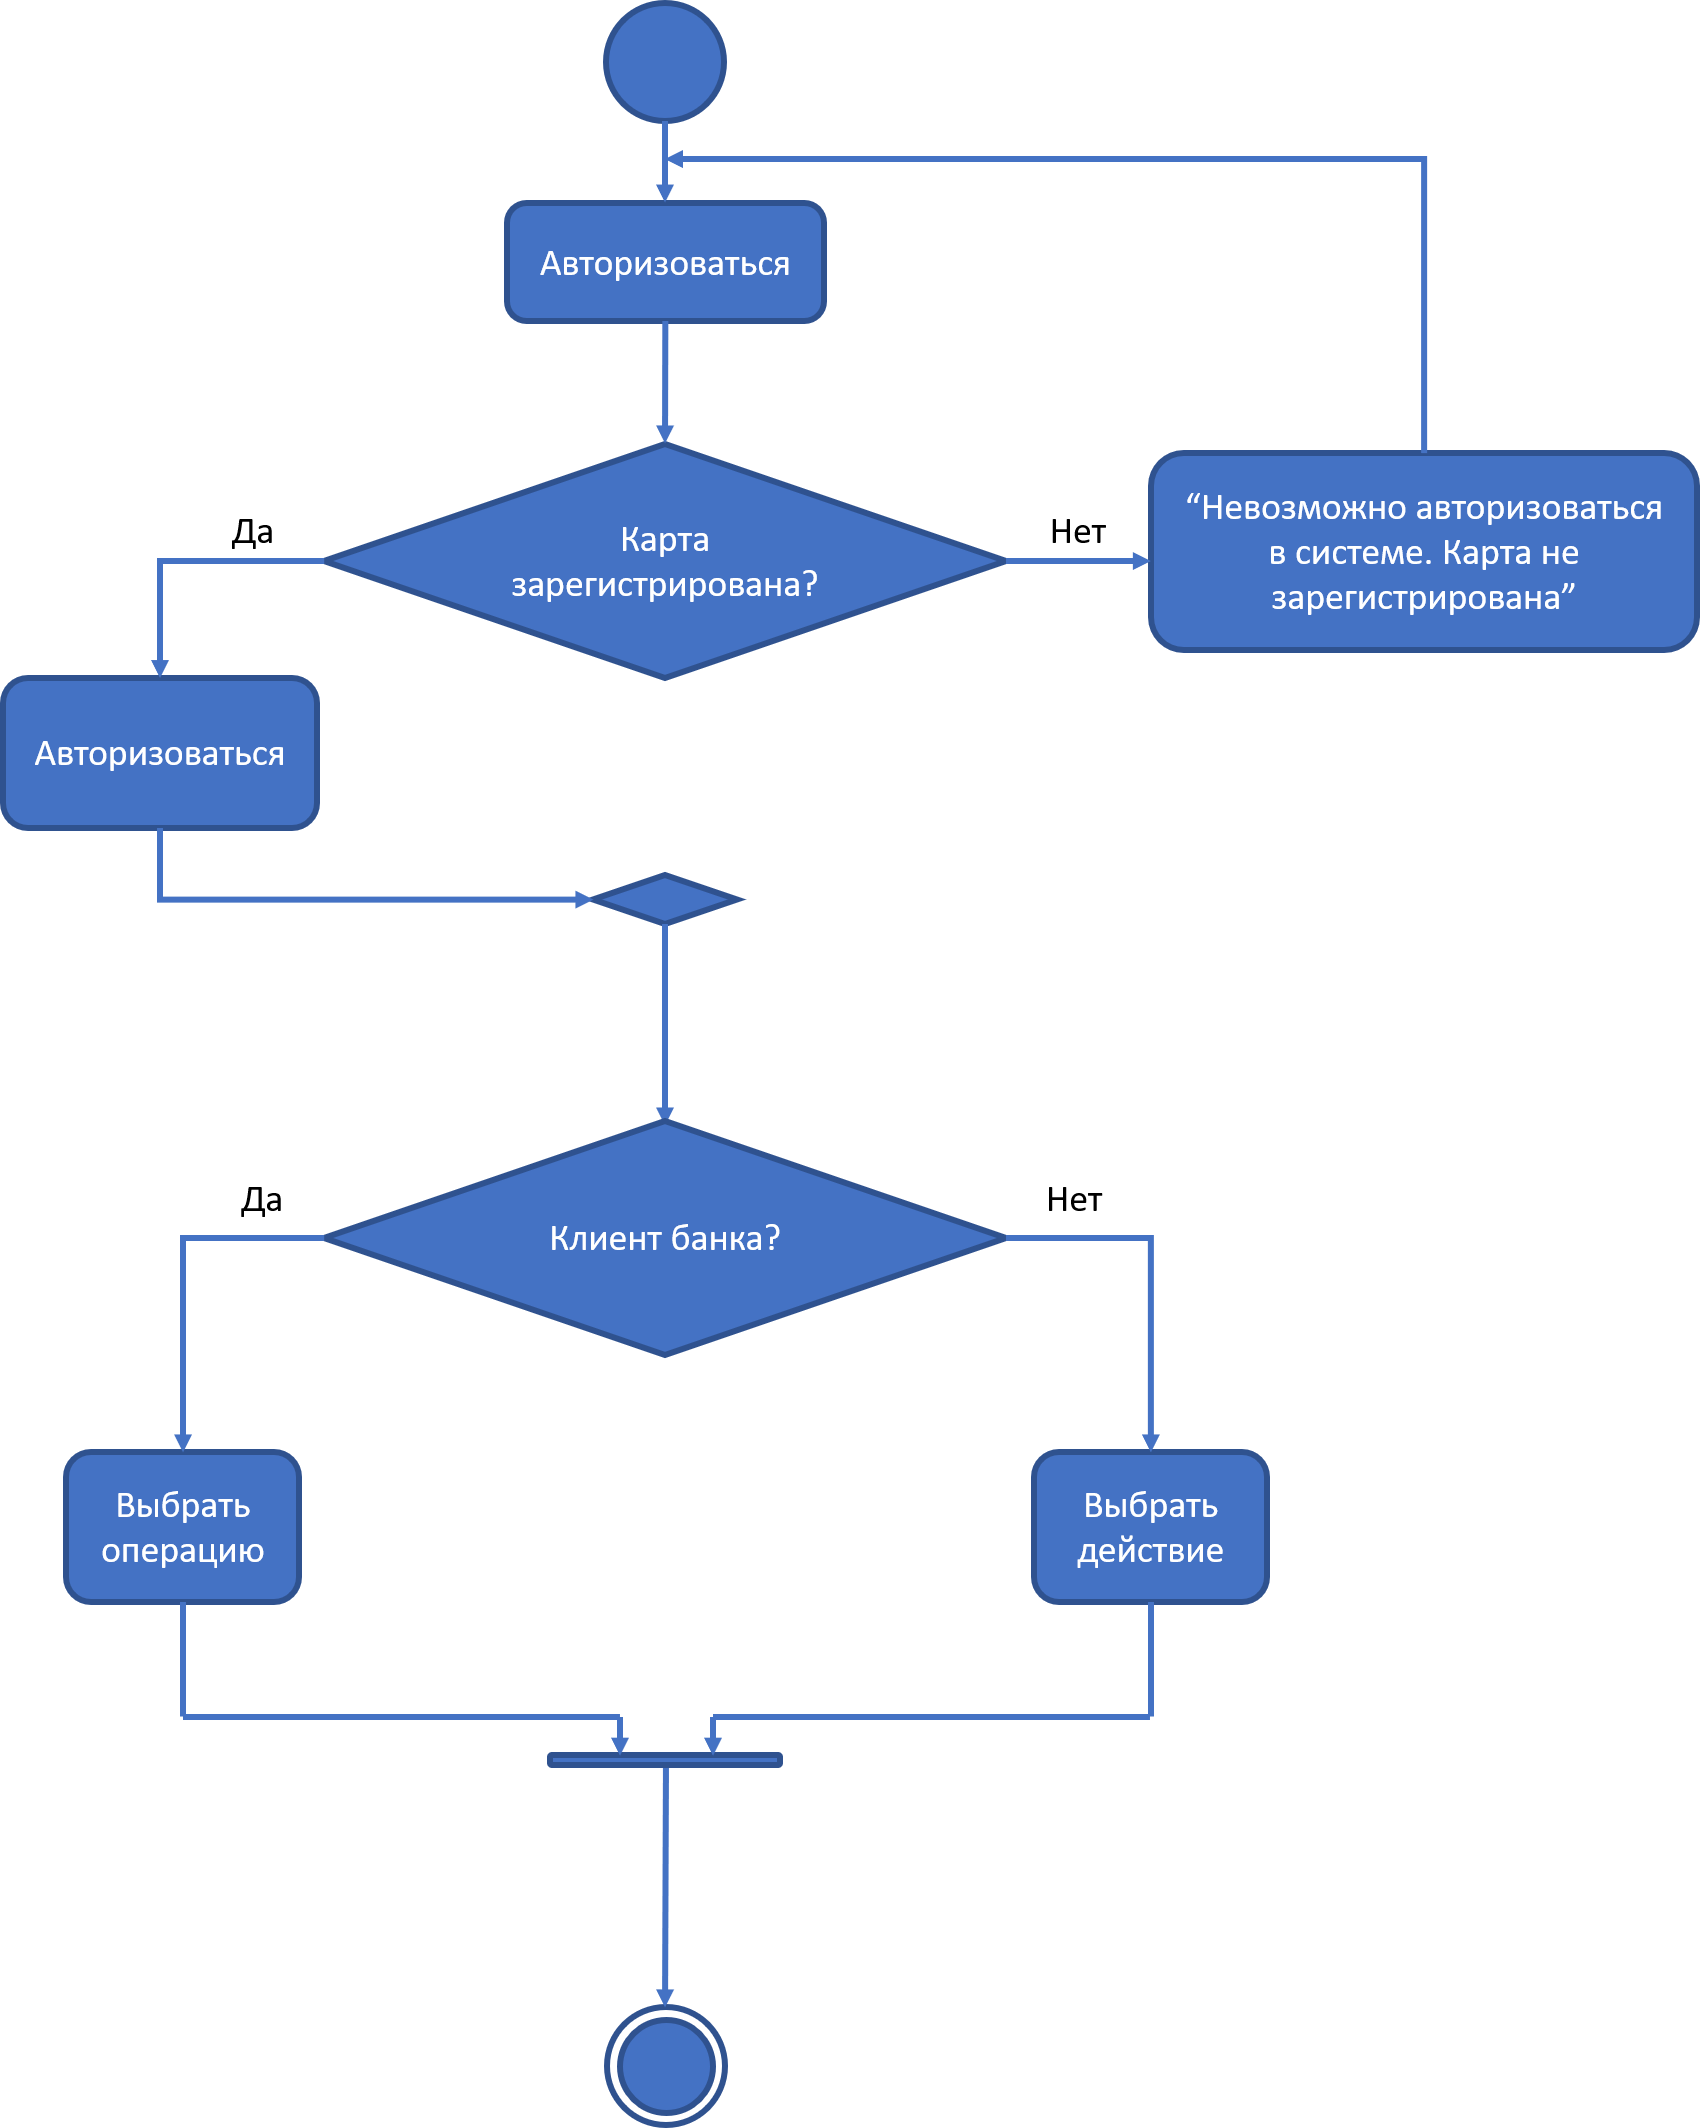 Авторизоваться
Да
Карта
зарегистрирована?
Нет
“Невозможно авторизоваться
в системе. Карта не
зарегистрирована”
Авторизоваться
Да
Клиент банка?
Нет
Выбрать
операцию
Выбрать
действие